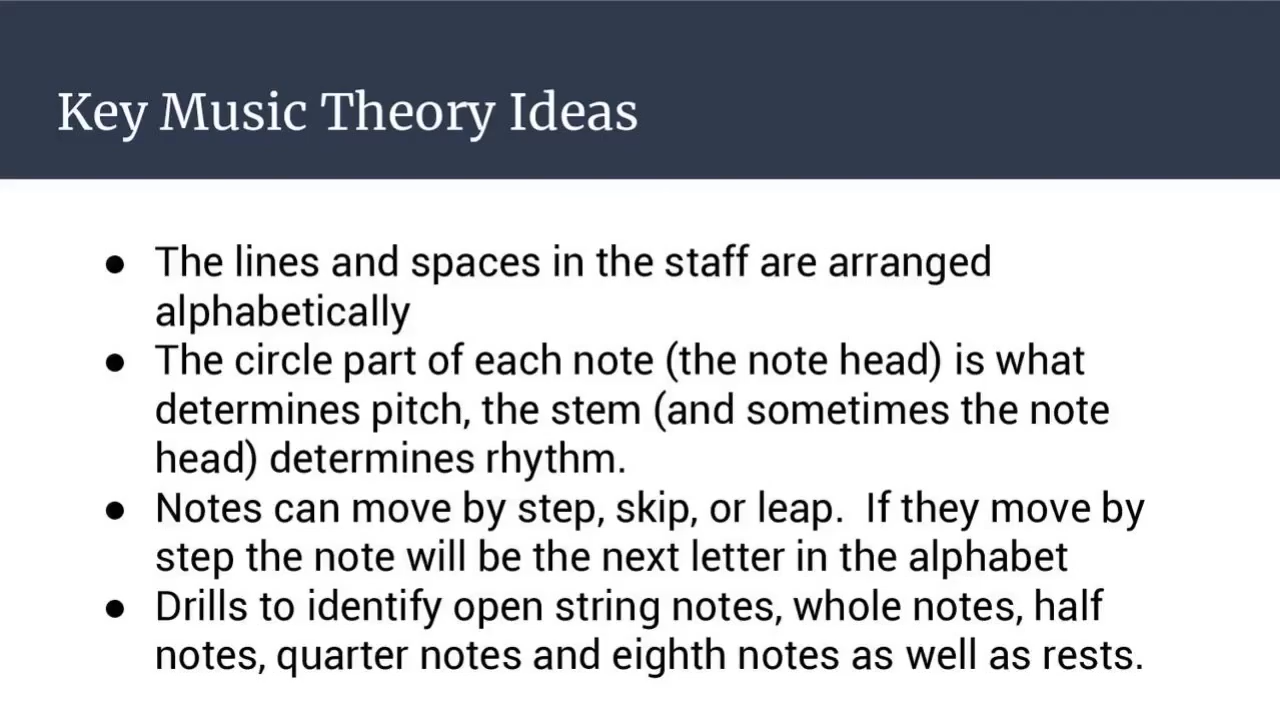 Key Music Theory Ideas
● The lines and spaces in the staff are arranged
alphabetically
● The circle part of each note (the note head) is what
determines pitch, the stem (and sometimes the note
head) determines rhythm.
● Notes can move by step, skip, or leap.  If they move by
step the note will be the next letter in the alphabet
● Drills to identify open string notes, whole notes, half
notes, quarter notes and eighth notes as well as rests.